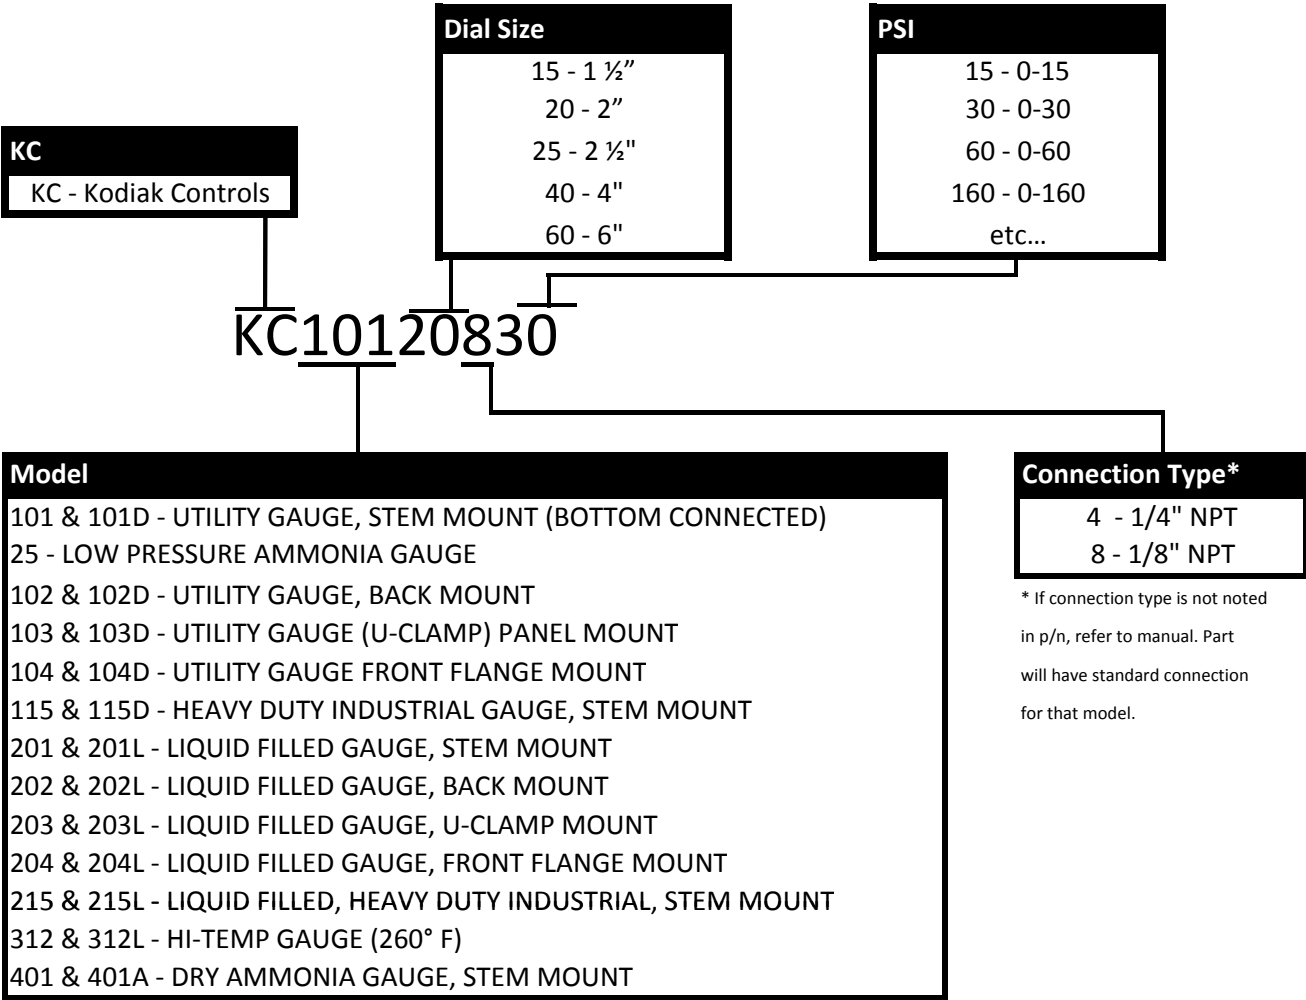 Dial Size
15 - 1 ½”
20 - 2”
25 - 2 ½"
40 - 4"
60 - 6"
PSI
15 - 0-15
30 - 0-30
60 - 0-60
160 - 0-160
etc…
KC
KC - Kodiak Controls
KC10120830
Model
101 & 101D - UTILITY GAUGE, STEM MOUNT (BOTTOM CONNECTED)
25 - LOW PRESSURE AMMONIA GAUGE
102 & 102D - UTILITY GAUGE, BACK MOUNT
103 & 103D - UTILITY GAUGE (U-CLAMP) PANEL MOUNT
104 & 104D - UTILITY GAUGE FRONT FLANGE MOUNT
115 & 115D - HEAVY DUTY INDUSTRIAL GAUGE, STEM MOUNT
201 & 201L - LIQUID FILLED GAUGE, STEM MOUNT
202 & 202L - LIQUID FILLED GAUGE, BACK MOUNT
203 & 203L - LIQUID FILLED GAUGE, U-CLAMP MOUNT
204 & 204L - LIQUID FILLED GAUGE, FRONT FLANGE MOUNT
215 & 215L - LIQUID FILLED, HEAVY DUTY INDUSTRIAL, STEM MOUNT
312 & 312L - HI-TEMP GAUGE (260° F)
401 & 401A - DRY AMMONIA GAUGE, STEM MOUNT
Connection Type*
4 - 1/4" NPT
8 - 1/8" NPT
* If connection type is not noted
in p/n, refer to manual. Part
will have standard connection
for that model.